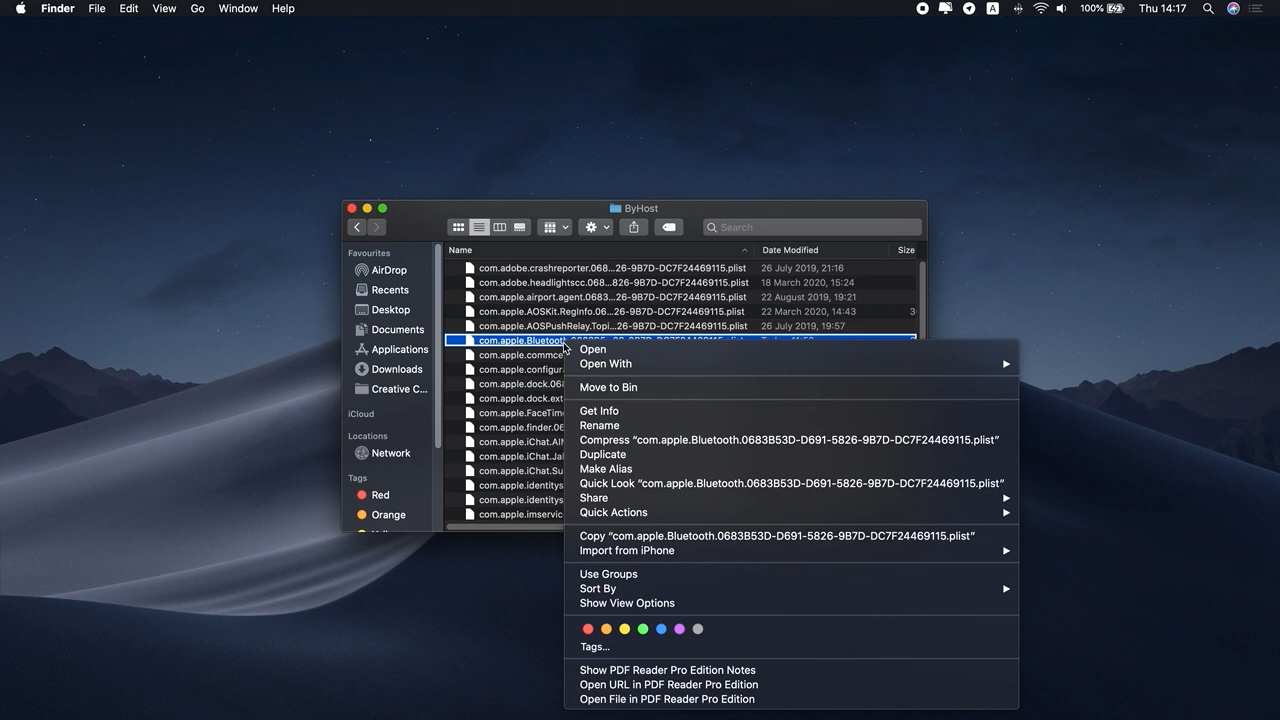 Finder File Edit View Go Window Help A 100% Thu 14:17
ByHost
Search
Favourites
AirDrop
Recents
Desktop
Documents
Applications
Downloads
Creative C...
iCloud
Locations
Network
Tags
Red
Orange
Name Date Modified Size
com.adobe.crashreporter.068...26-9B7D-DC7F24469115.plist 26 July 2019, 21:16
com.adobe.headlightscc.068...826-9B7D-DC7F24469115.plist 18 March 2020, 15:24
com.apple.airport.agent.0683...26-9B7D-DC7F24469115.plist 22 August 2019, 19:21
com.apple.AOSKit.RegInfo.06...26-9B7D-DC7F24469115.plist 22 March 2020, 14:43 3
com.apple.AOSPushRelay.Topi...26-9B7D-DC7F24469115.plist 26 July 2019, 19:57
com.apple.Bluetooth
com.apple.commce
com.apple.configura
com.apple.dock.06
com.apple.dock.ext
com.apple.FaceTime
com.apple.finder.06
com.apple.iChat.AIM
com.apple.iChat.Jab
com.apple.iChat.Su
com.apple.identitys
com.apple.identitys
com.apple.imservic
Open
Open With
Move to Bin
Get Info
Rename
Compress “com.apple.Bluetooth.0683B53D-D691-5826-9B7D-DC7F24469115.plist”
Duplicate
Make Alias
Quick Look “com.apple.Bluetooth.0683B53D-D691-5826-9B7D-DC7F24469115.plist”
Share
Quick Actions
Copy “com.apple.Bluetooth.0683B53D-D691-5826-9B7D-DC7F24469115.plist”
Import from iPhone
Use Groups
Sort By
Show View Options
Tags...
Show PDF Reader Pro Edition Notes
Open URL in PDF Reader Pro Edition
Open File in PDF Reader Pro Edition